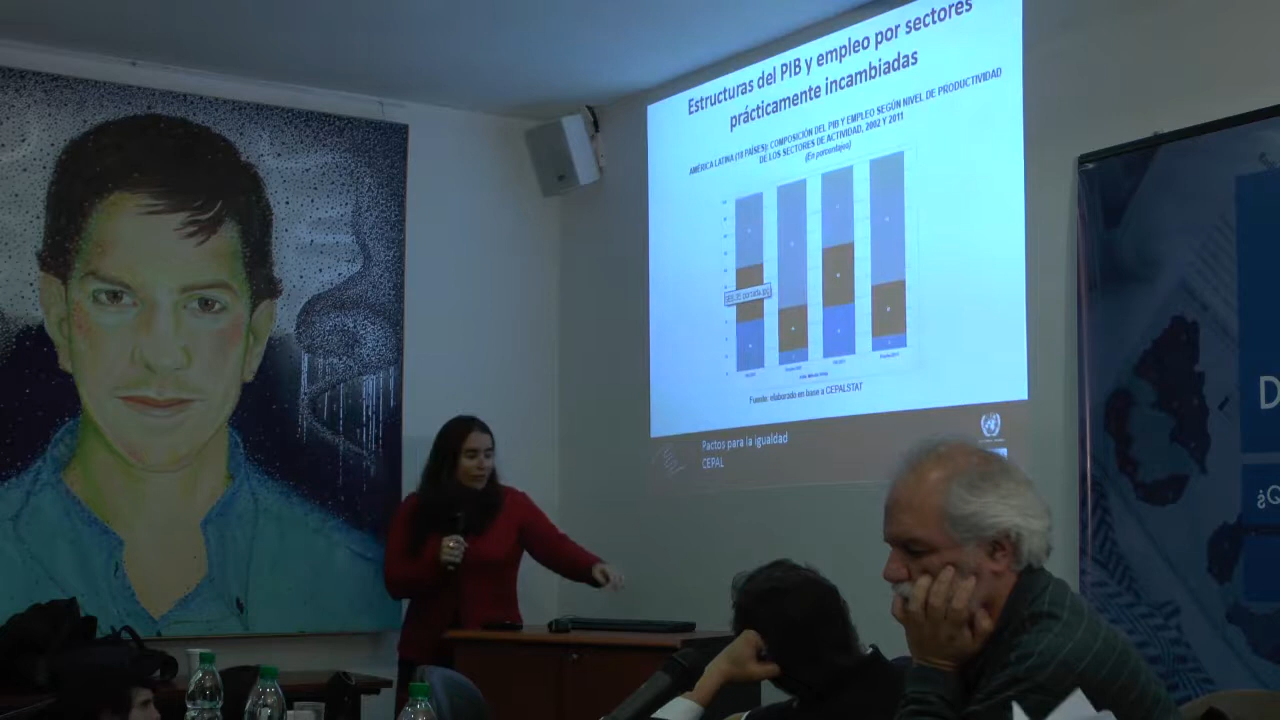 Estructuras del PIB y empleo por sectores
prácticamente incambiadas
AMÉRICA LATINA (18 PAÍSES): COMPOSICIÓN DEL PIB Y EMPLEO SEGÚN NIVEL DE PRODUCTIVIDAD
DE LOS SECTORES DE ACTIVIDAD, 2002 Y 2011
(En porcentajes)
Fuente: elaborado en base a CEPALSTAT
Pactos para la igualdad
CEPAL
D
¿Q